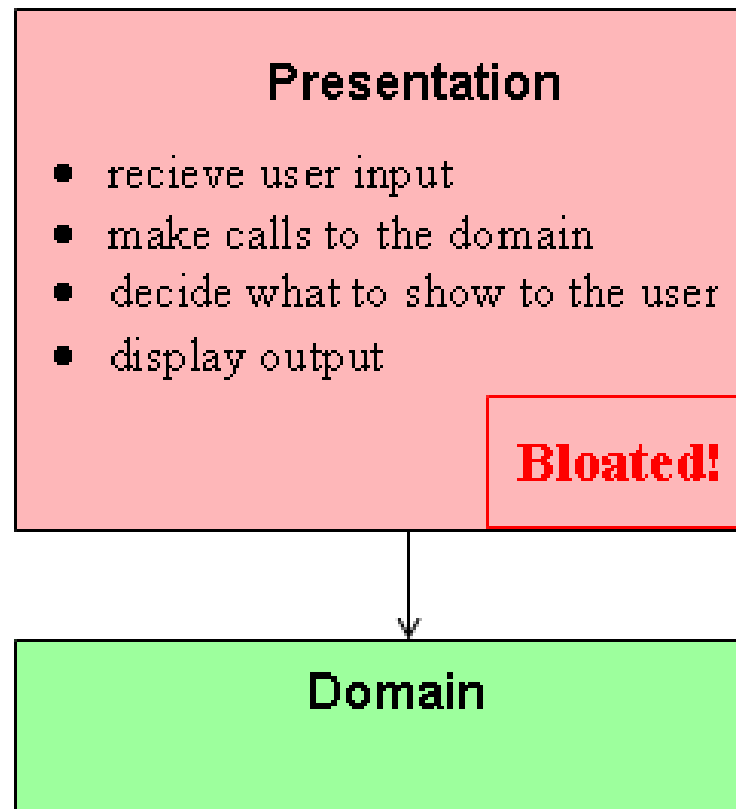 Presentation
• recieve user input
• make calls to the domain
• decide what to show to the user
• display output
Bloated!
Domain